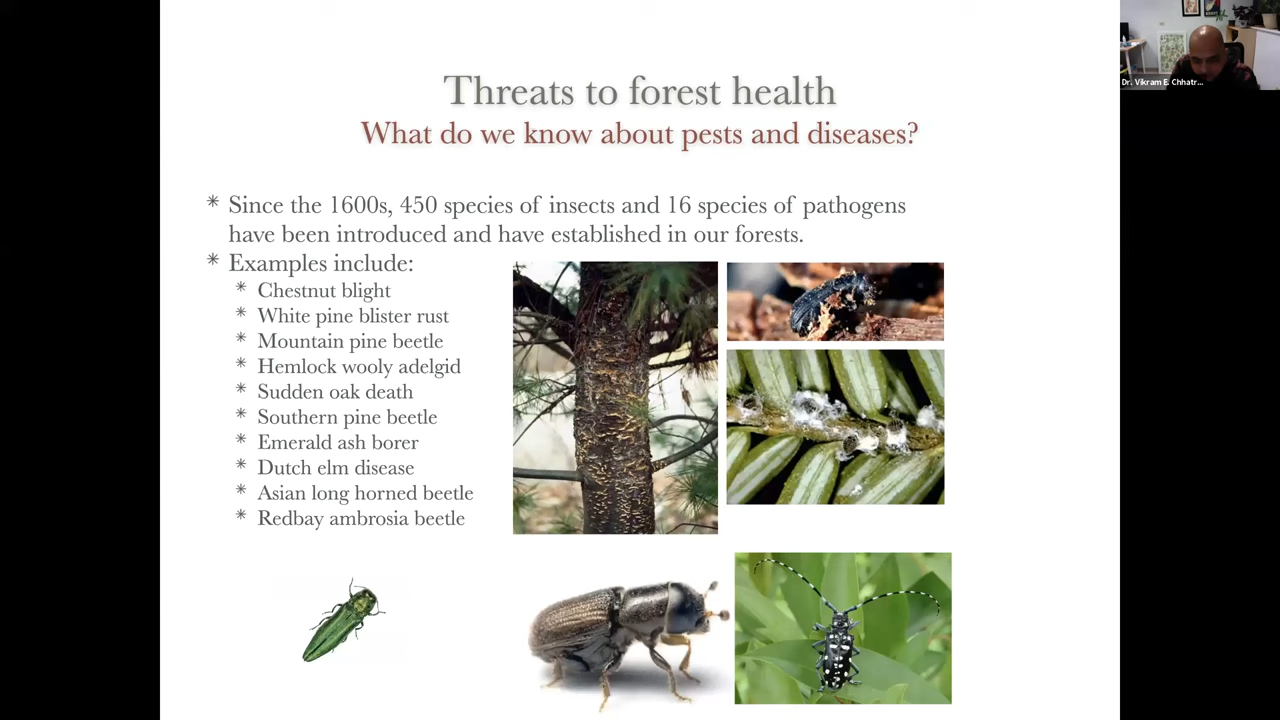 Threats to forest health
What do we know about pests and diseases?
* Since the 1600s, 450 species of insects and 16 species of pathogens
have been introduced and have established in our forests.
* Examples include:
* Chestnut blight
* White pine blister rust
* Mountain pine beetle
* Hemlock wooly adelgid
* Sudden oak death
* Southern pine beetle
* Emerald ash borer
* Dutch elm disease
* Asian long horned beetle
* Redbay ambrosia beetle
Dr. Vikram E. Chhatr...